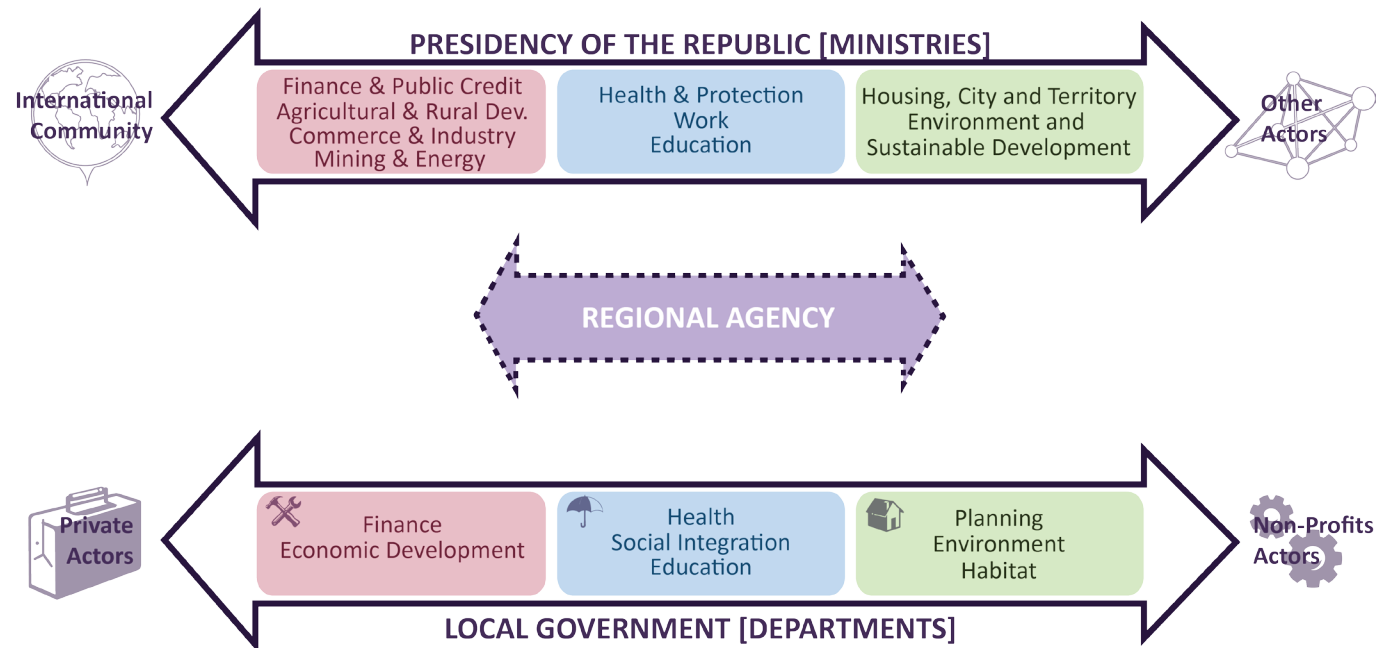 PRESIDENCY OF THE REPUBLIC [MINISTRIES]
International
Community
Finance & Public Credit
Agricultural & Rural Dev.
Commerce & Industry
Mining & Energy
Health & Protection
Work
Education
Housing, City and Territory
Environment and
Sustainable Development
Other
Actors
REGIONAL AGENCY
Private
Actors
Finance
Economic Development
Health
Social Integration
Education
Planning
Environment
Habitat
Non-Profits
Actors
LOCAL GOVERNMENT [DEPARTMENTS]